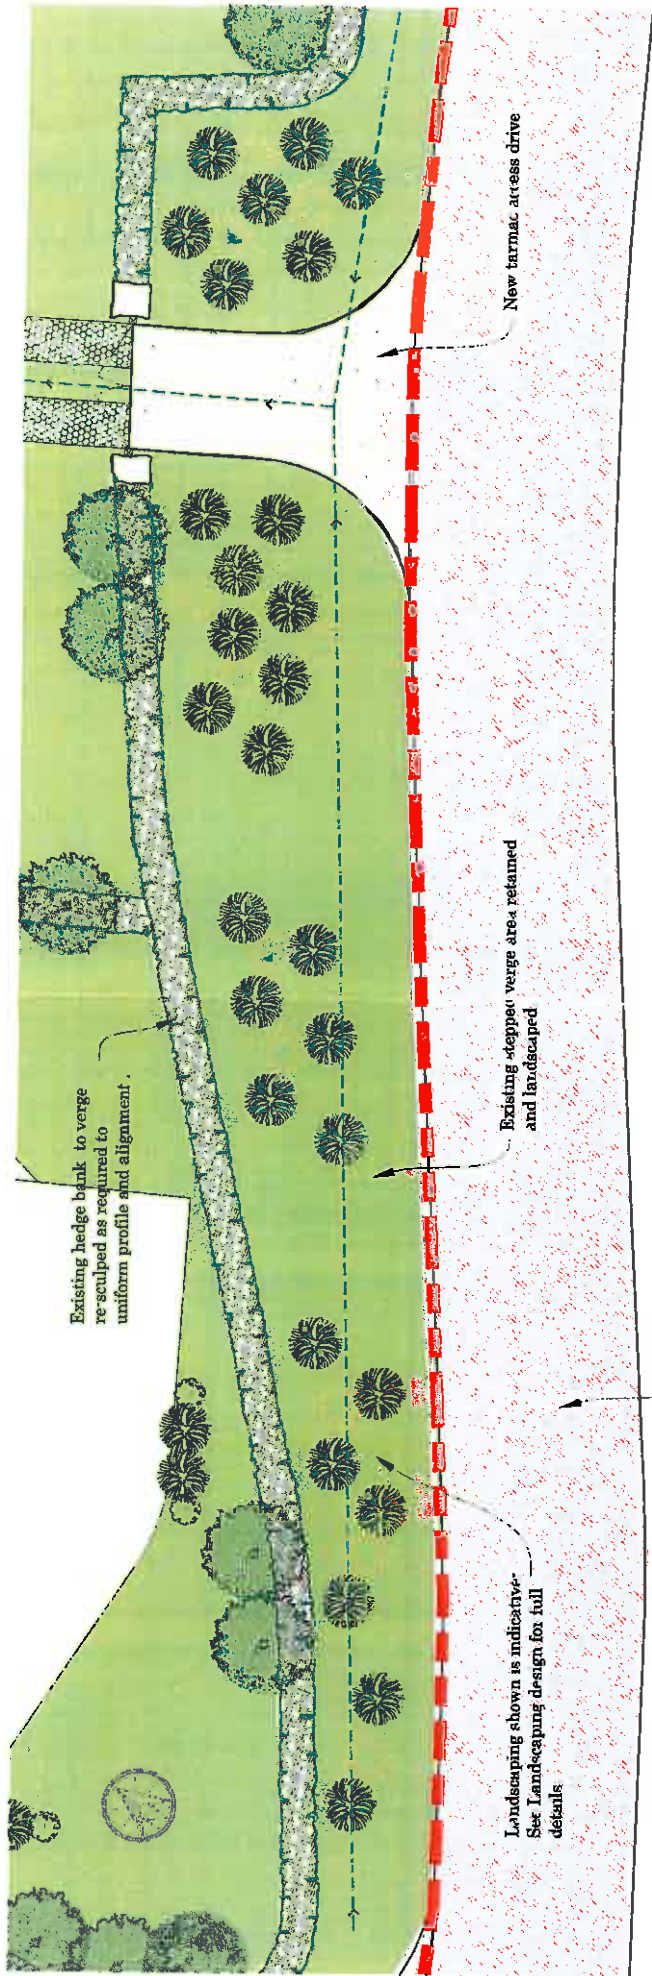 New tarmac access drive
Existing hedge bank to verge
re-sculped as required to
uniform profile and alignment .
Existing stepped verge area retained
and landscaped
Landscaping shown is indicative
See Landscaping design for full
details